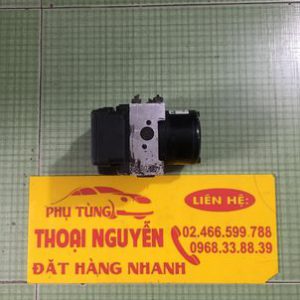 PHỤ TÙNG
THOẠI NGUYỄN
ĐẶT HÀNG NHANH
LIÊN HỆ:
02.466.599.788
0968.33.88.39